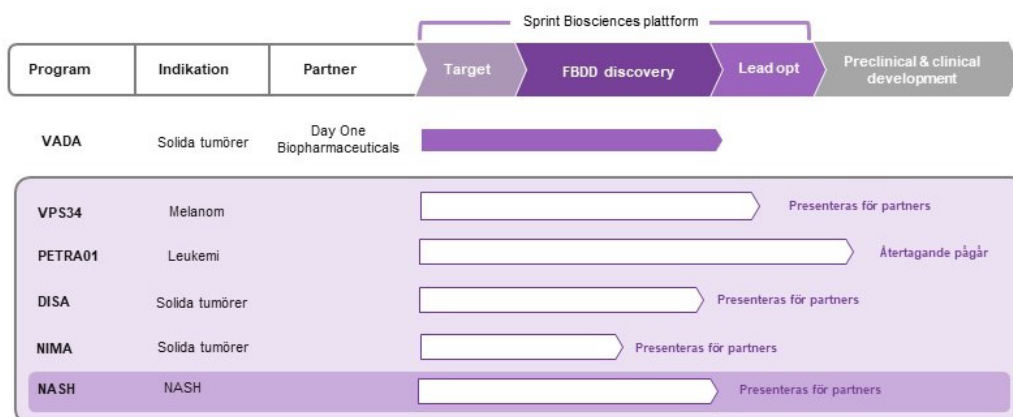 Sprint Biosciences plattform
Program Indikation Partner Target FBDD discovery Lead opt Preclinical & clinical
development
VADA Solida tumörer Day One
Biopharmaceuticals
VPS34 Melanom Presenteras för partners
PETRA01 Leukemi Återtagande pågår
DISA Solida tumörer Presenteras för partners
NIMA Solida tumörer Presenteras för partners
NASH NASH Presenteras för partners